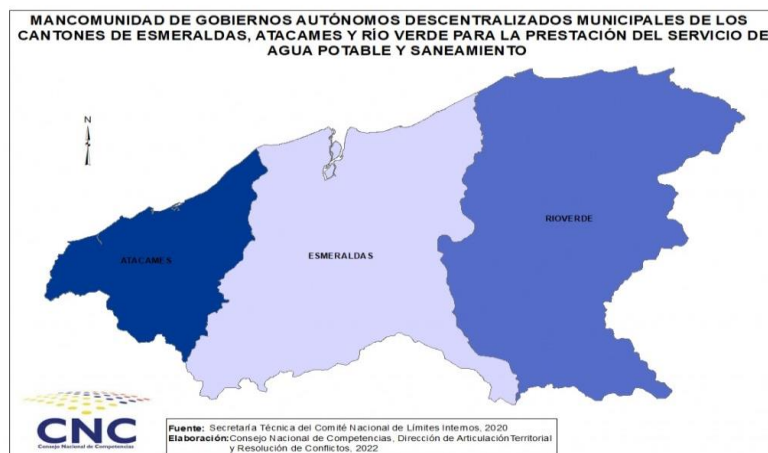 MANCOMUNIDAD DE GOBIERNOS AUTÓNOMOS DESCENTRALIZADOS MUNICIPALES DE LOS
CANTONES DE ESMERALDAS, ATACAMES Y RÍO VERDE PARA LA PRESTACIÓN DEL SERVICIO DE
AGUA POTABLE Y SANEAMIENTO
N
RIOVERDE
ESMERALDAS
ATACAMES
CNC
Consejo Nacional de Competencias
Fuente: Secretaría Técnica del Comité Nacional de Límites Internos, 2020
Elaboración: Consejo Nacional de Competencias, Dirección de Articulación Territorial
y Resolución de Conflictos, 2022